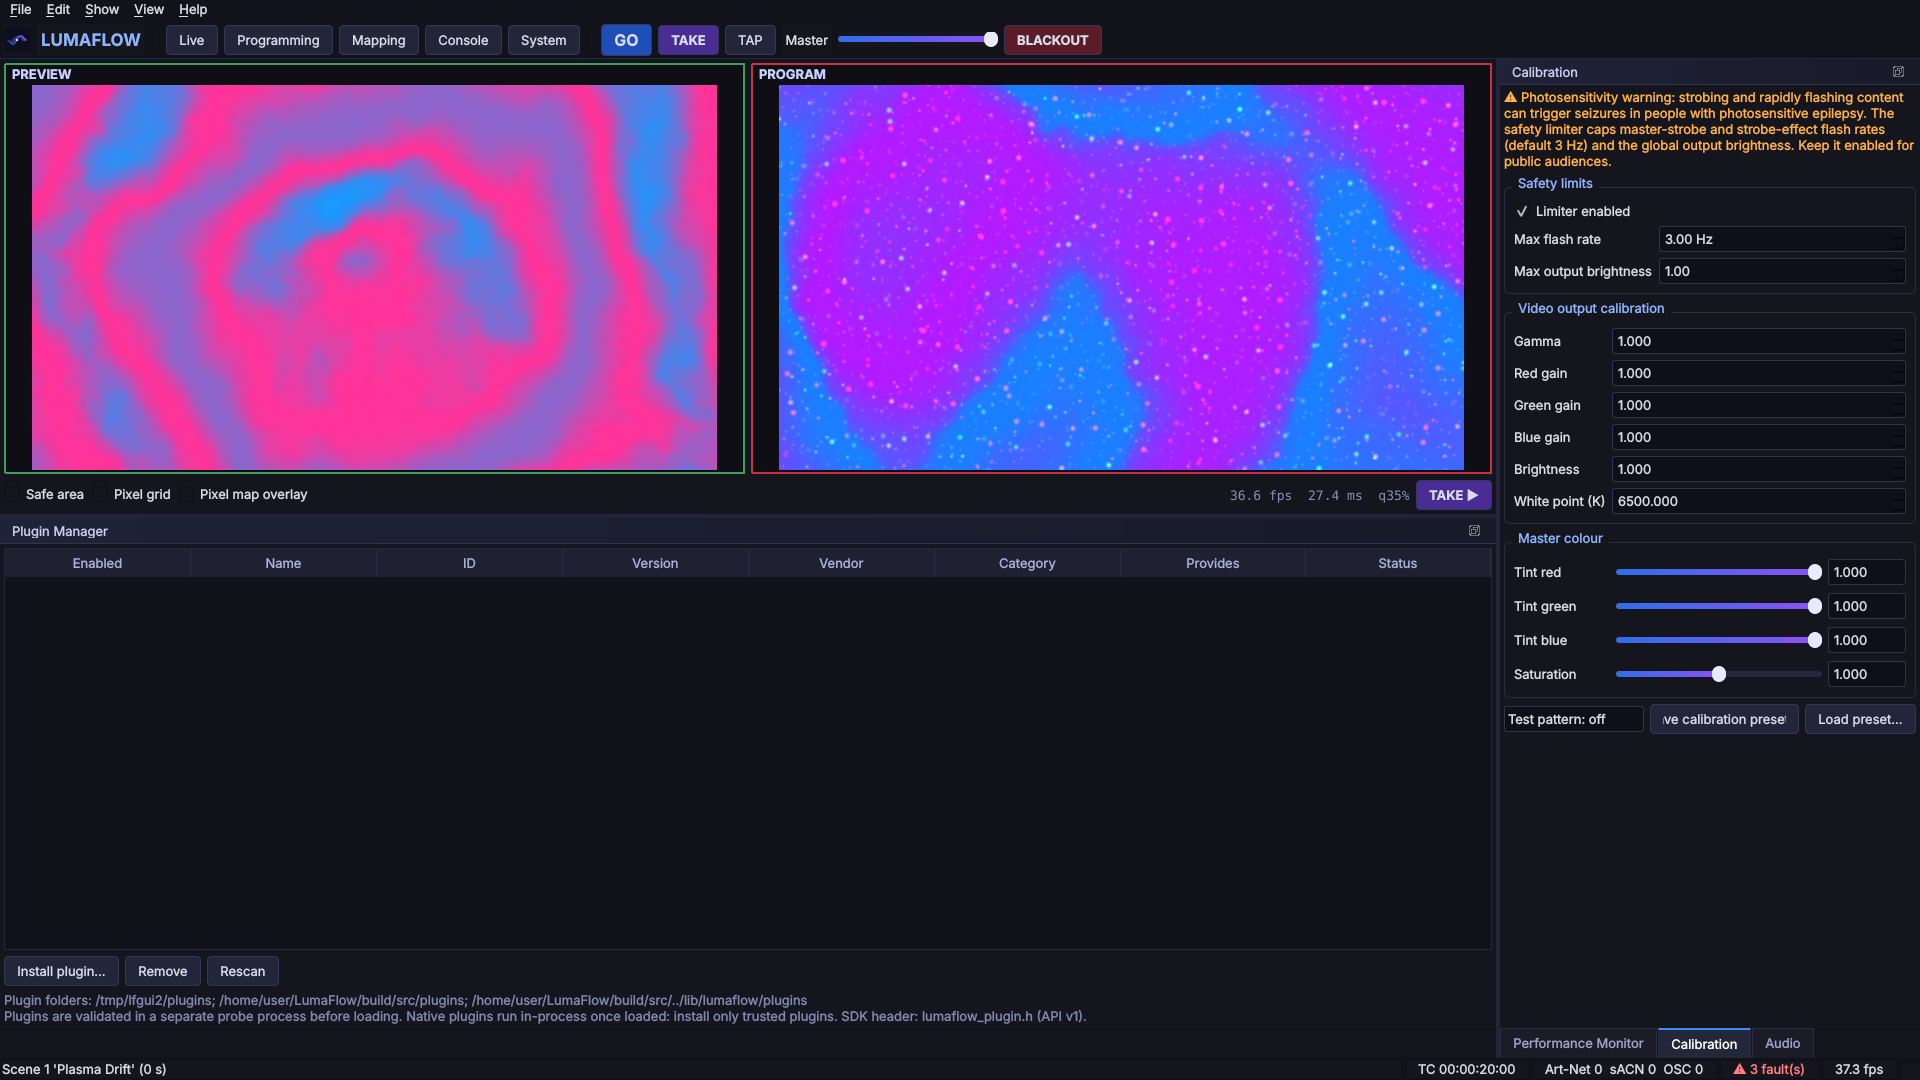 File Edit Show View Help
LUMAFLOW Live Programming Mapping Console System GO TAKE TAP Master BLACKOUT
PREVIEW
PROGRAM
Safe area Pixel grid Pixel map overlay
36.6 fps 27.4 ms q35% TAKE ▶
Plugin Manager
Enabled Name ID Version Vendor Category Provides Status
Install plugin... Remove Rescan
Plugin folders: /tmp/lfgui2/plugins; /home/user/LumaFlow/build/src/plugins; /home/user/LumaFlow/build/src/../lib/lumaflow/plugins
Plugins are validated in a separate probe process before loading. Native plugins run in-process once loaded: install only trusted plugins. SDK header: lumaflow_plugin.h (API v1).
Calibration
⚠ Photosensitivity warning: strobing and rapidly flashing content
can trigger seizures in people with photosensitive epilepsy. The
safety limiter caps master-strobe and strobe-effect flash rates
(default 3 Hz) and the global output brightness. Keep it enabled for
public audiences.
Safety limits
✓ Limiter enabled
Max flash rate 3.00 Hz
Max output brightness 1.00
Video output calibration
Gamma 1.000
Red gain 1.000
Green gain 1.000
Blue gain 1.000
Brightness 1.000
White point (K) 6500.000
Master colour
Tint red 1.000
Tint green 1.000
Tint blue 1.000
Saturation 1.000
Test pattern: off ve calibration prese Load preset...
Performance Monitor Calibration Audio
Scene 1 'Plasma Drift' (0 s)
TC 00:00:20:00 Art-Net 0 sACN 0 OSC 0 ⚠ 3 fault(s) 37.3 fps